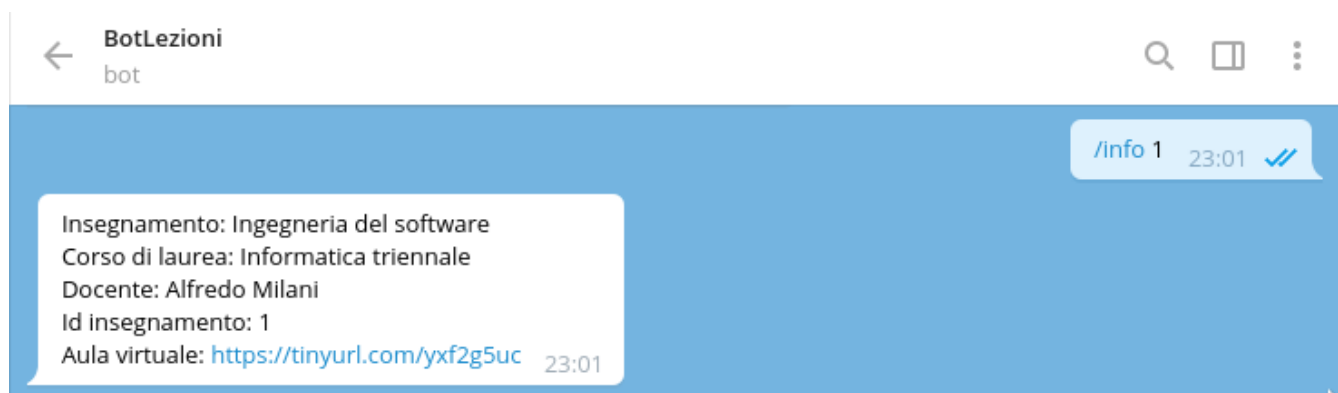 BotLezioni
bot
/info 1 23:01
Insegnamento: Ingegneria del software
Corso di laurea: Informatica triennale
Docente: Alfredo Milani
Id insegnamento: 1
Aula virtuale: https://tinyurl.com/yxf2g5uc 23:01